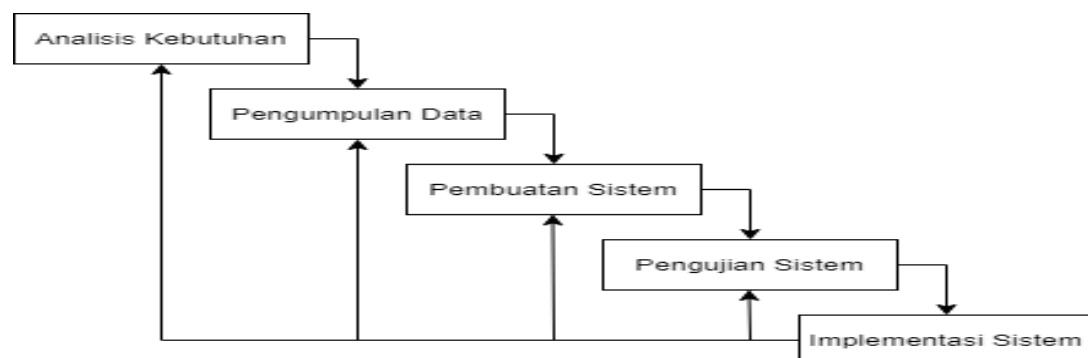 Analisis Kebutuhan
Pengumpulan Data
Pembuatan Sistem
Pengujian Sistem
Implementasi Sistem